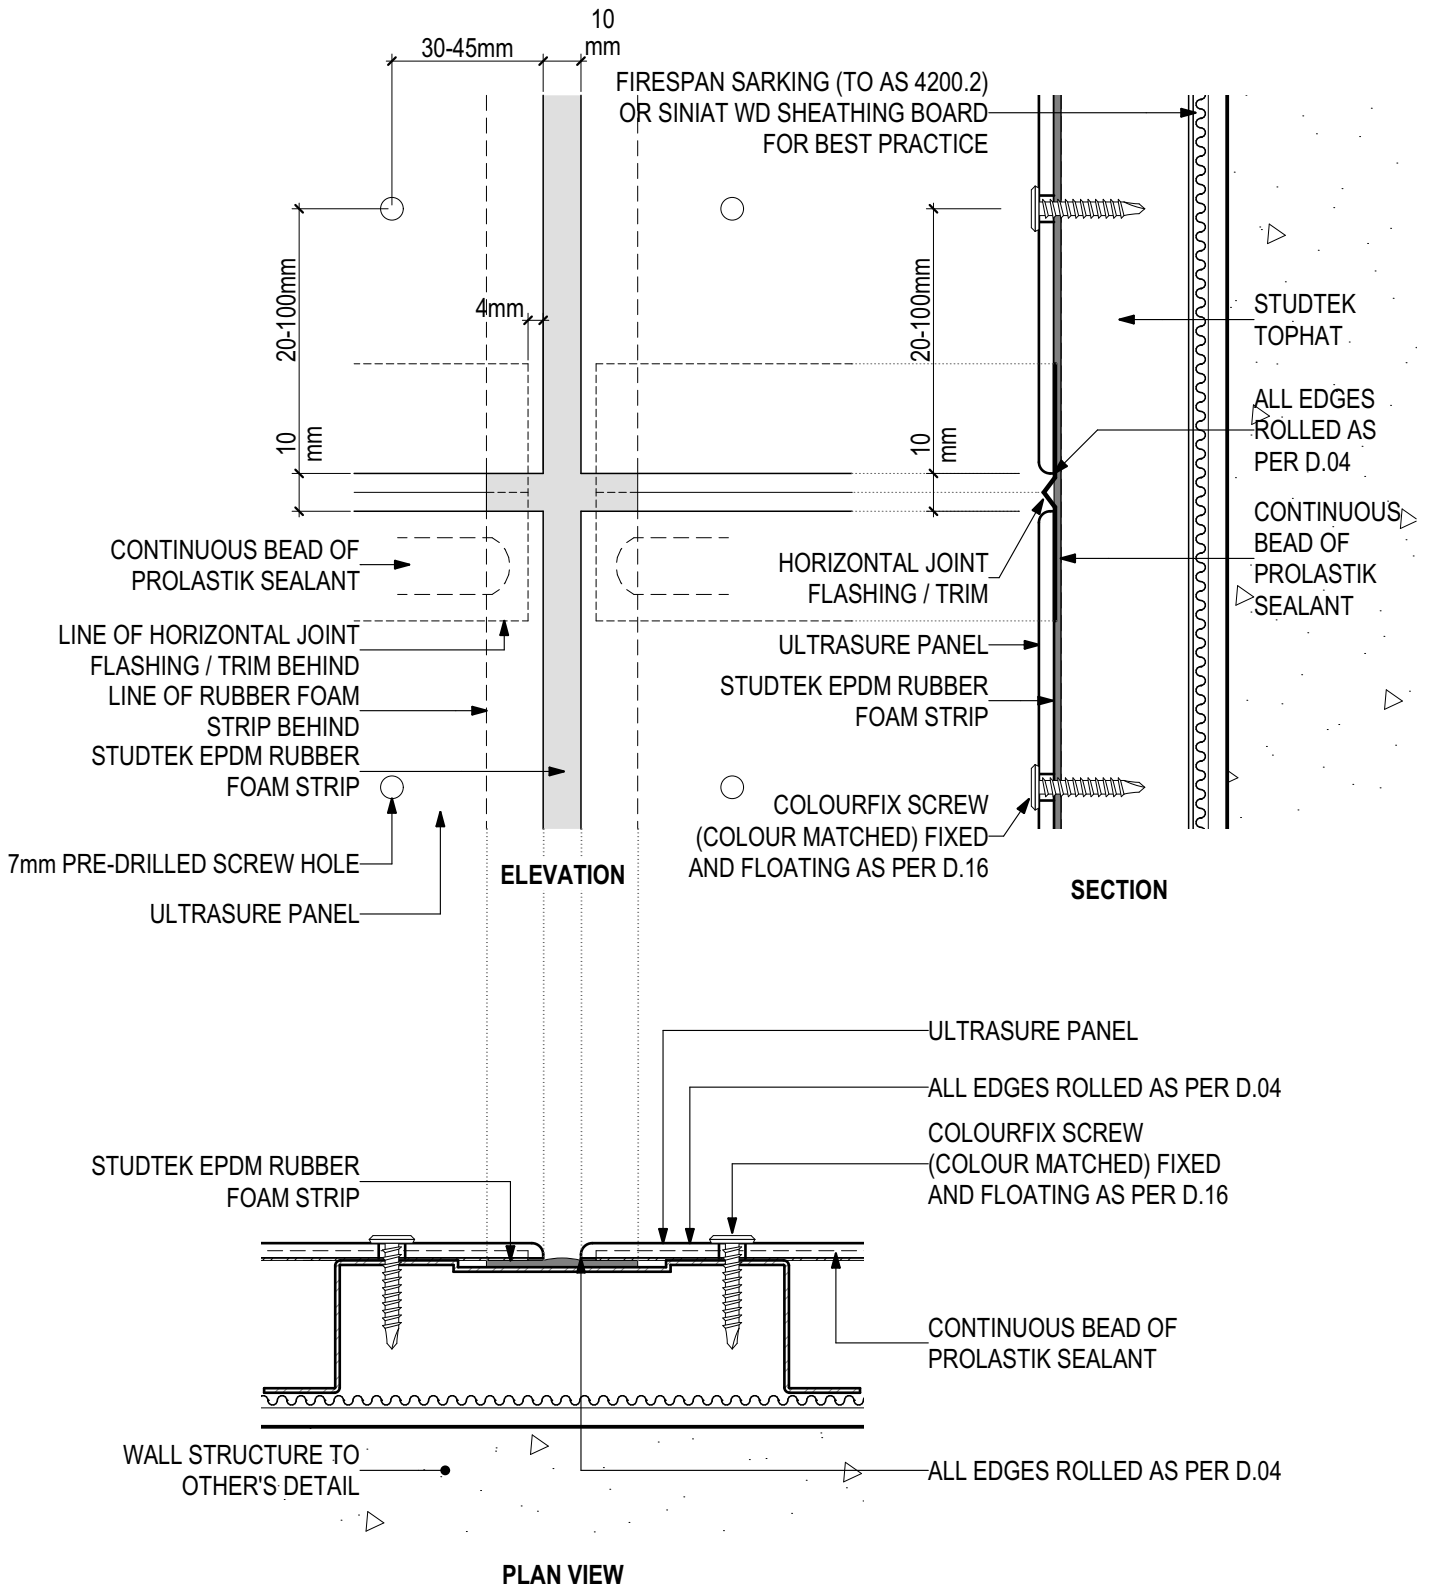 10
mm
30-45mm
FIRESPAN SARKING (TO AS 4200.2)
OR SINIAT WD SHEATHING BOARD
FOR BEST PRACTICE
20-100mm
4mm
20-100mm
STUDTEK
TOPHAT
ALL EDGES
ROLLED AS
PER D.04
10
mm
10
mm
CONTINUOUS
BEAD OF
PROLASTIK
SEALANT
CONTINUOUS BEAD OF
PROLASTIK SEALANT
HORIZONTAL JOINT
FLASHING / TRIM
LINE OF HORIZONTAL JOINT
FLASHING / TRIM BEHIND
ULTRASURE PANEL
LINE OF RUBBER FOAM
STRIP BEHIND
STUDTEK EPDM RUBBER
FOAM STRIP
STUDTEK EPDM RUBBER
FOAM STRIP
COLOURFIX SCREW
(COLOUR MATCHED) FIXED
AND FLOATING AS PER D.16
7mm PRE-DRILLED SCREW HOLE
ELEVATION
SECTION
ULTRASURE PANEL
ULTRASURE PANEL
ALL EDGES ROLLED AS PER D.04
COLOURFIX SCREW
(COLOUR MATCHED) FIXED
AND FLOATING AS PER D.16
STUDTEK EPDM RUBBER
FOAM STRIP
CONTINUOUS BEAD OF
PROLASTIK SEALANT
WALL STRUCTURE TO
OTHER'S DETAIL
ALL EDGES ROLLED AS PER D.04
PLAN VIEW